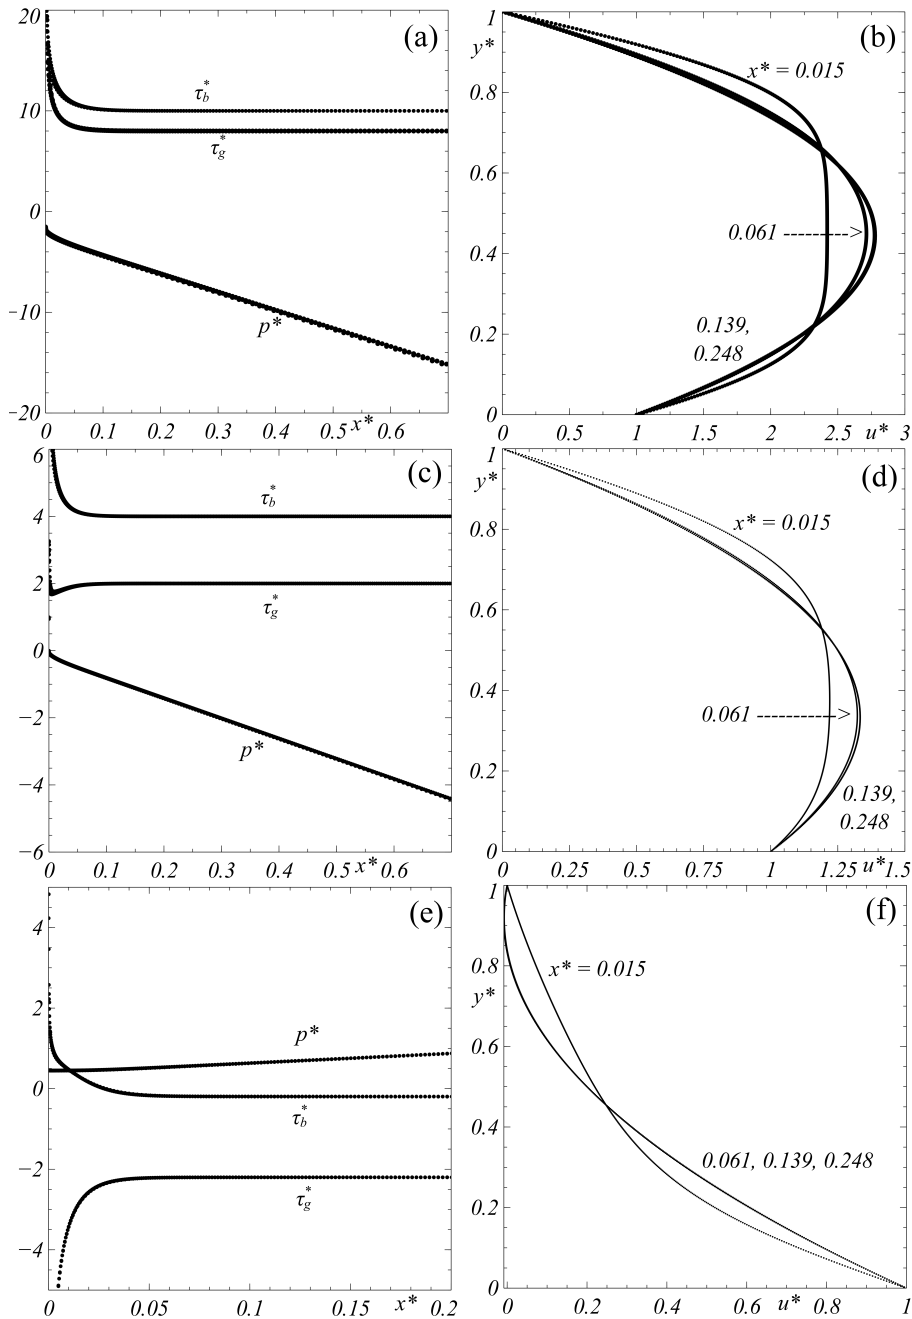 20
10
0
−10
−20
0
0.1
0.2
0.3
0.4
0.5
x*
0.6
(a)
τ*b
τ*g
p*
1
y*
0.8
0.6
0.4
0.2
0
0
0.5
1
1.5
2
2.5
u*
3
(b)
x* = 0.015
0.061 ------------>
0.139,
0.248
6
4
2
0
−2
−4
−6
0
0.1
0.2
0.3
0.4
0.5
x*
0.6
(c)
τ*b
τ*g
p*
1
y*
0.8
0.6
0.4
0.2
0
0
0.25
0.5
0.75
1
1.25
u*
1.5
(d)
x* = 0.015
0.061 ------------>
0.139,
0.248
4
2
0
−2
−4
0
0.05
0.1
0.15
x*
0.2
(e)
p*
τ*b
τ*g
1
0.8
y*
0.6
0.4
0.2
0
0
0.2
0.4
0.6
u*
0.8
1
(f)
x* = 0.015
0.061, 0.139, 0.248